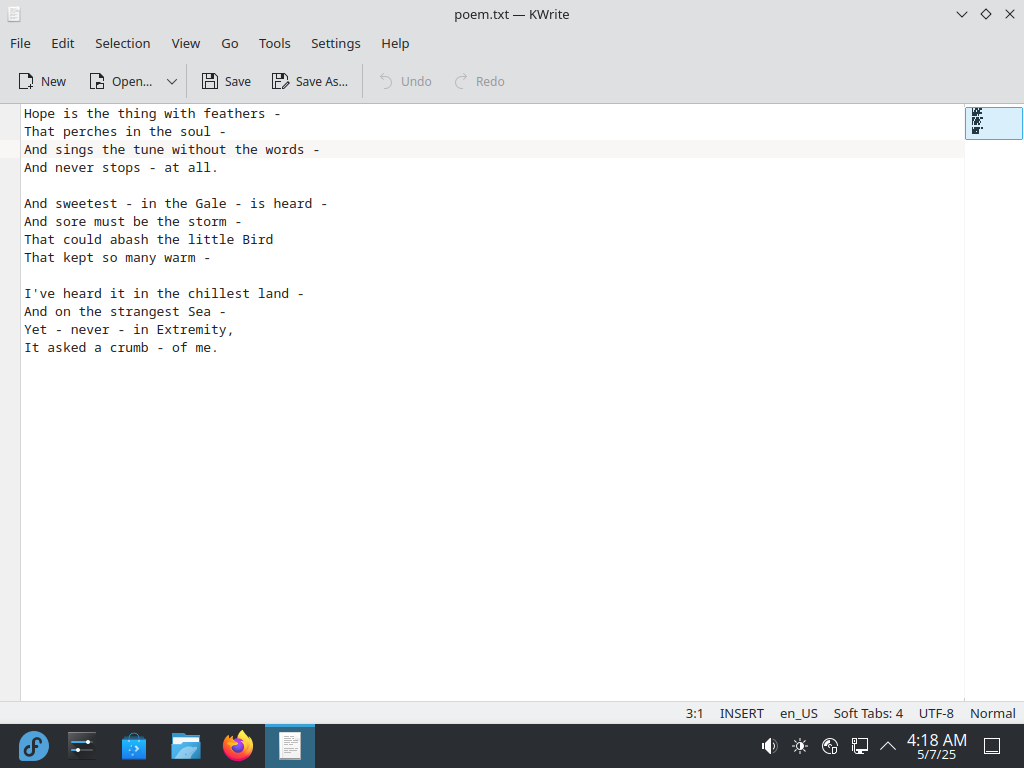 poem.txt — KWrite
File Edit Selection View Go Tools Settings Help
New Open... Save Save As... Undo Redo
Hope is the thing with feathers -
That perches in the soul -
And sings the tune without the words -
And never stops - at all.
And sweetest - in the Gale - is heard -
And sore must be the storm -
That could abash the little Bird
That kept so many warm -
I've heard it in the chillest land -
And on the strangest Sea -
Yet - never - in Extremity,
It asked a crumb - of me.
3:1 INSERT en_US Soft Tabs: 4 UTF-8 Normal
4:18 AM
5/7/25